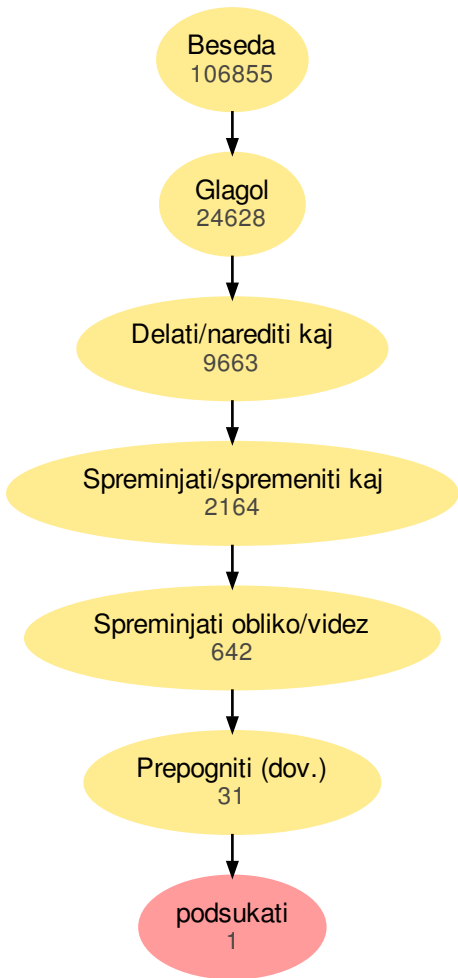 Beseda
106855
Glagol
24628
Delati/narediti kaj
9663
Spreminjati/spremeniti kaj
2164
Spreminjati obliko/videz
642
Prepogniti (dov.)
31
podsukati
1